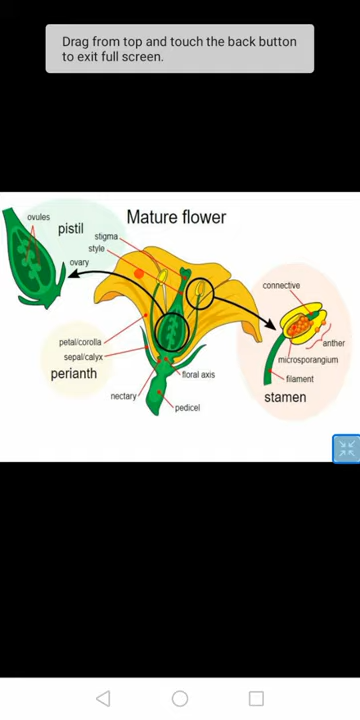 Drag from top and touch the back button
to exit full screen.
Mature flower
ovules
pistil
stigma
style
ovary
connective
petal/corolla
anther
sepal/calyx
microsporangium
perianth
floral axis
filament
nectary
stamen
pedicel